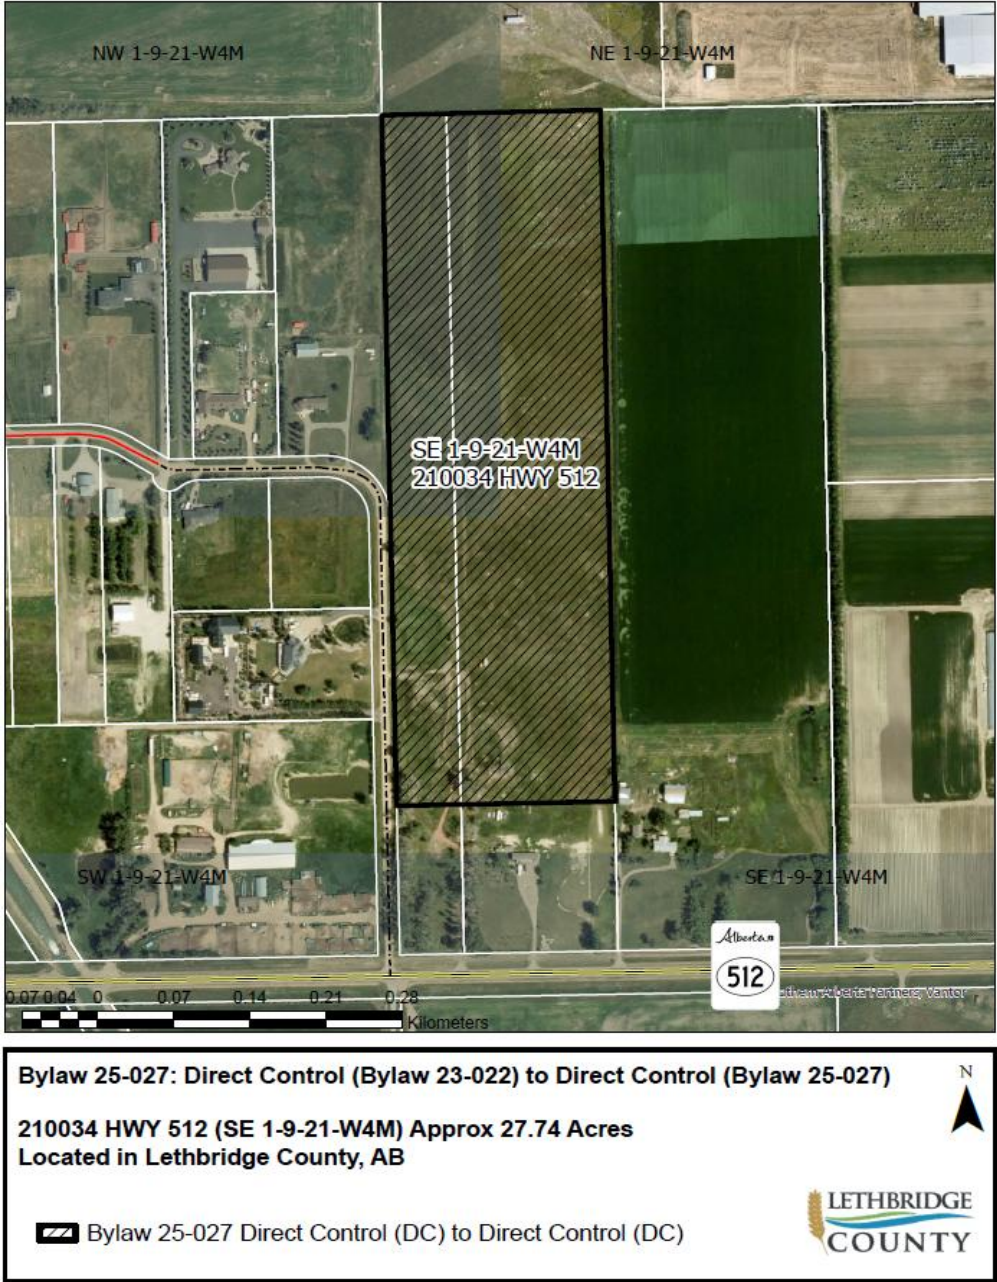 NW 1-9-21-W4M
NE 1-9-21-W4M
SE 1-9-21-W4M
210034 HWY 512
SW 1-9-21-W4M
SE 1-9-21-W4M
Alberta
512
0.07 0.04 0 0.07 0.14 0.21 0.28
Kilometers
Alberta Partners, Vantor
Bylaw 25-027: Direct Control (Bylaw 23-022) to Direct Control (Bylaw 25-027)
N
210034 HWY 512 (SE 1-9-21-W4M) Approx 27.74 Acres
Located in Lethbridge County, AB
Bylaw 25-027 Direct Control (DC) to Direct Control (DC)
LETHBRIDGE
COUNTY